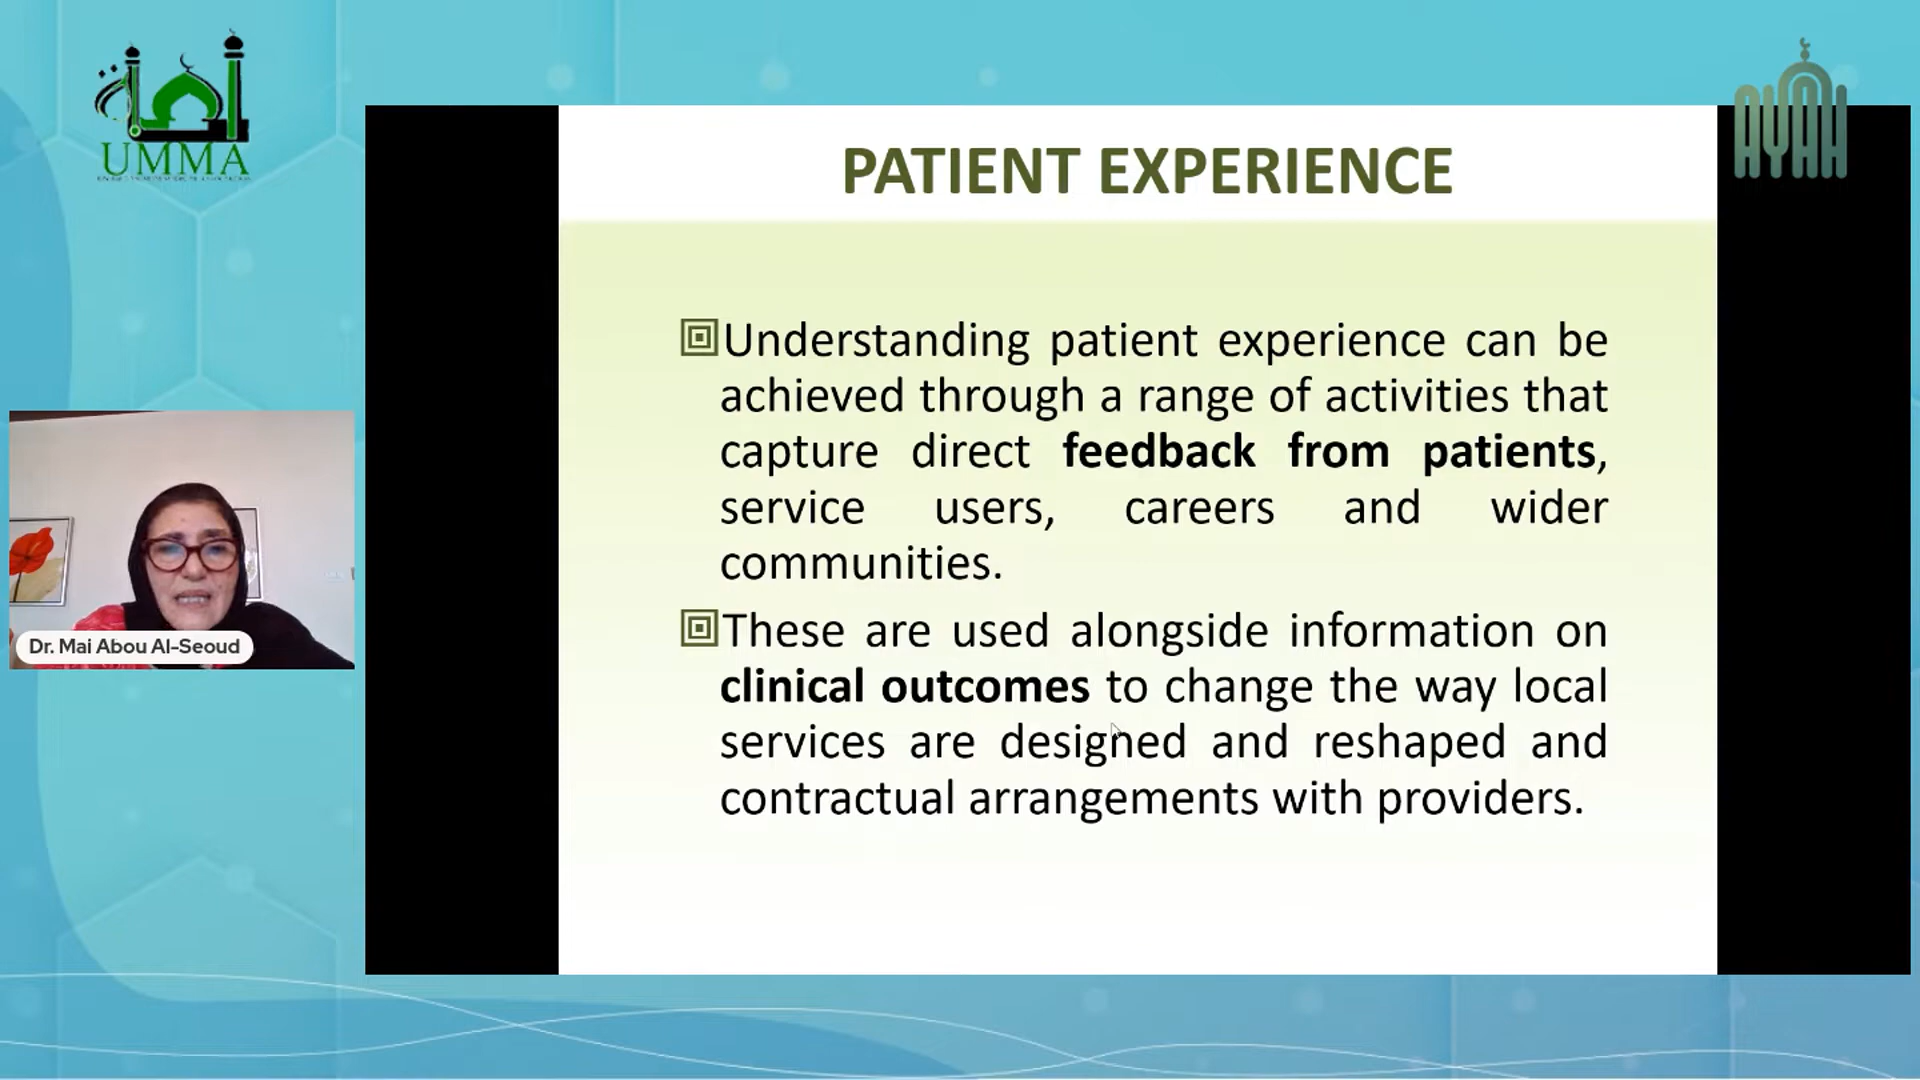 UMMA
AYAH
PATIENT EXPERIENCE
Understanding patient experience can be
achieved through a range of activities that
capture direct feedback from patients,
service users, careers and wider
communities.
These are used alongside information on
clinical outcomes to change the way local
services are designed and reshaped and
contractual arrangements with providers.
Dr. Mai Abou Al-Seoud